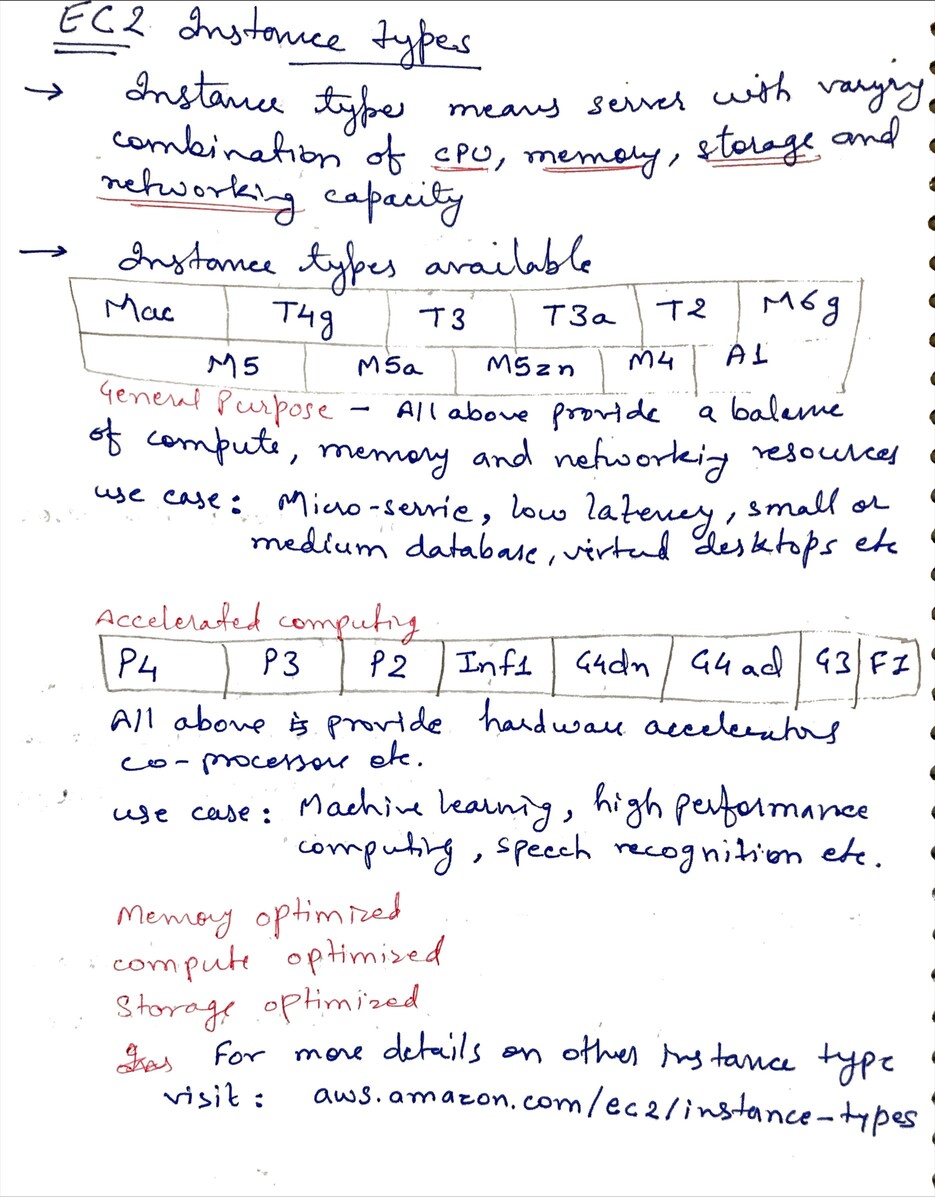 EC2 Instance types
→ Instance types means server with varying
combination of CPU, memory, storage and
networking capacity
→ Instance types available
Mac T4g T3 T3a T2 M6g
M5 M5a M5zn M4 A1
General Purpose - All above provide a balance
of compute, memory and networking resources
use case: Micro-servie, low latency, small or
medium database, virtual desktops etc
Accelerated computing
P4 P3 P2 Inf1 G4dn G4ad G3 F1
All above is provide hardware accelerators
co-processors etc.
use case: Machine learning, high performance
computing, speech recognition etc.
Memory optimized
compute optimized
Storage optimized
For more details on other instance type
visit: aws.amazon.com/ec2/instance-types